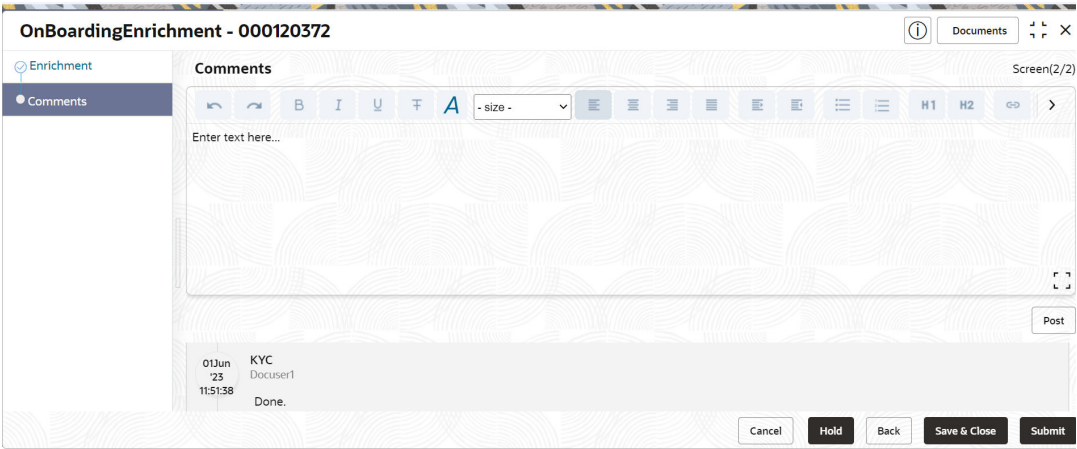 OnBoardingEnrichment - 000120372
Documents
Enrichment
Comments
Comments
Screen(2/2)
B I U T A - size - H1 H2
Enter text here...
Post
01Jun
'23
11:51:38
KYC
Docuser1
Done.
Cancel Hold Back Save & Close Submit